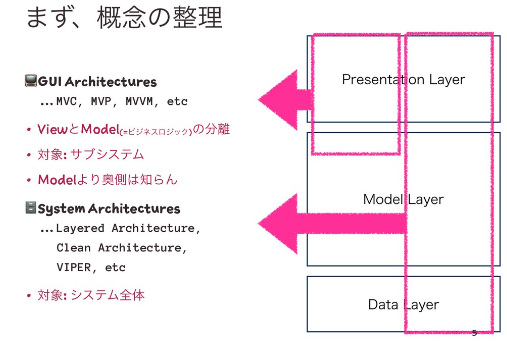 まず、概念の整理
🖥GUI Architectures
...MVC, MVP, MVVM, etc
• ViewとModel(=ビジネスロジック)の分離
• 対象: サブシステム
• Modelより奥側は知らん
🗄System Architectures
...Layered Architecture,
Clean Architecture,
VIPER, etc
• 対象: システム全体
Presentation Layer
Model Layer
Data Layer
5